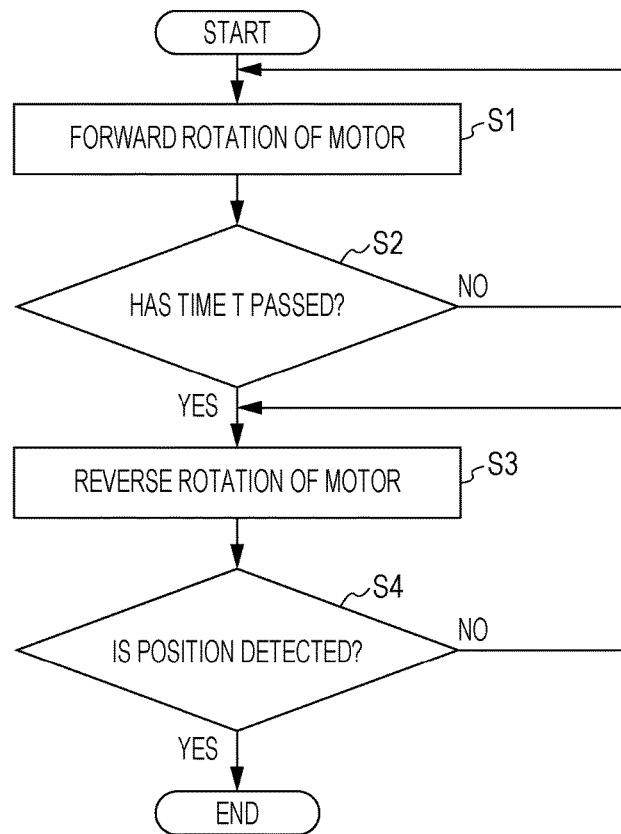 START
FORWARD ROTATION OF MOTOR
S1
S2
HAS TIME T PASSED?
NO
YES
REVERSE ROTATION OF MOTOR
S3
S4
IS POSITION DETECTED?
NO
YES
END